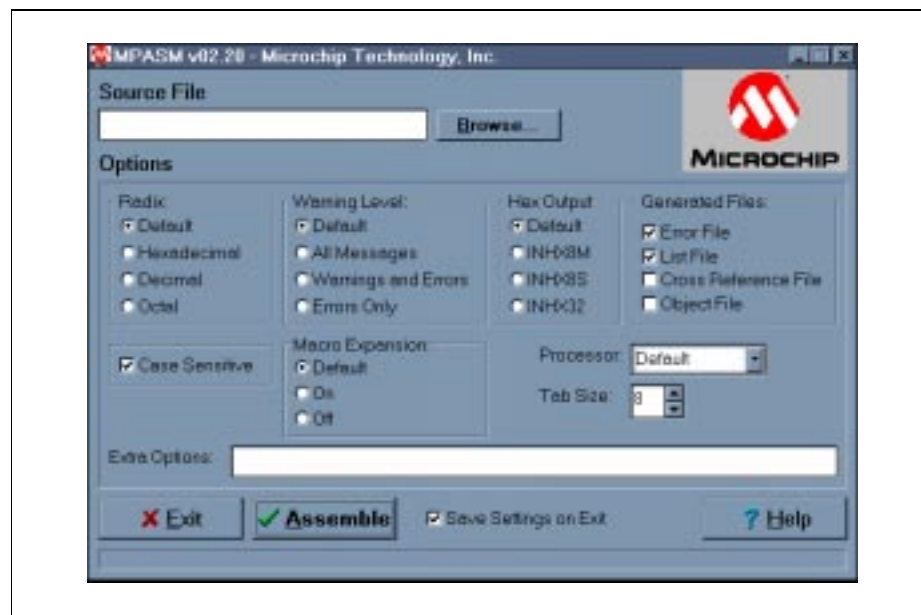 MPASM v02.20 - Microchip Technology, Inc.
Source File
Browse...
MICROCHIP
Options
Radix:
Default
Hexadecimal
Decimal
Octal
Warning Level:
Default
All Messages
Warnings and Errors
Errors Only
Hex Output
Default
INHX8M
INHX8S
INHX32
Generated Files:
Error File
List File
Cross Reference File
Object File
Case Sensitive
Macro Expansion:
Default
On
Off
Processor: Default
Tab Size: 8
Extra Options:
Exit
Assemble
Save Settings on Exit
? Help